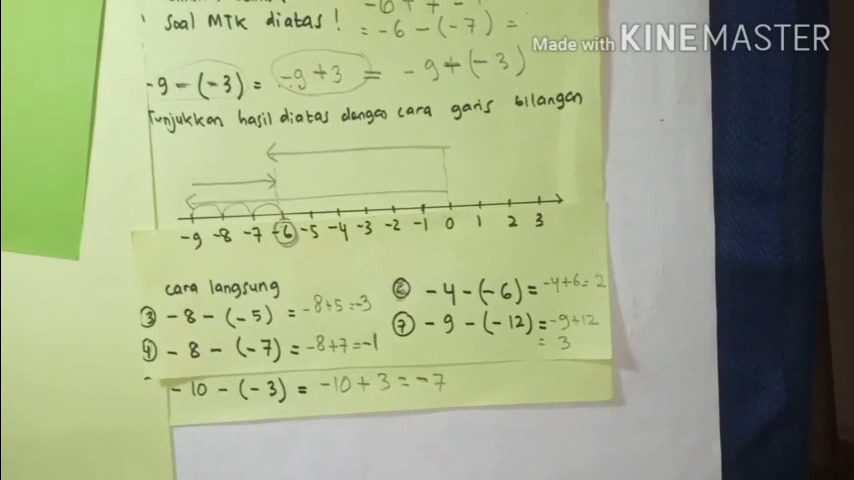 Soal MTK diatas !
= -6 - (-7) =
Made with KINEMASTER
-9 - (-3) = -9 + 3 = -9 + (-3)
Tunjukkan hasil diatas dengan cara garis bilangan
-9 -8 -7 -6 -5 -4 -3 -2 -1 0 1 2 3
cara langsung
③ -8 - (-5) = -8+5=-3
④ -8 - (-7) = -8+7=-1
⑥ -4 - (-6) = -4+6=2
⑦ -9 - (-12) = -9+12
= 3
-10 - (-3) = -10 + 3 = -7